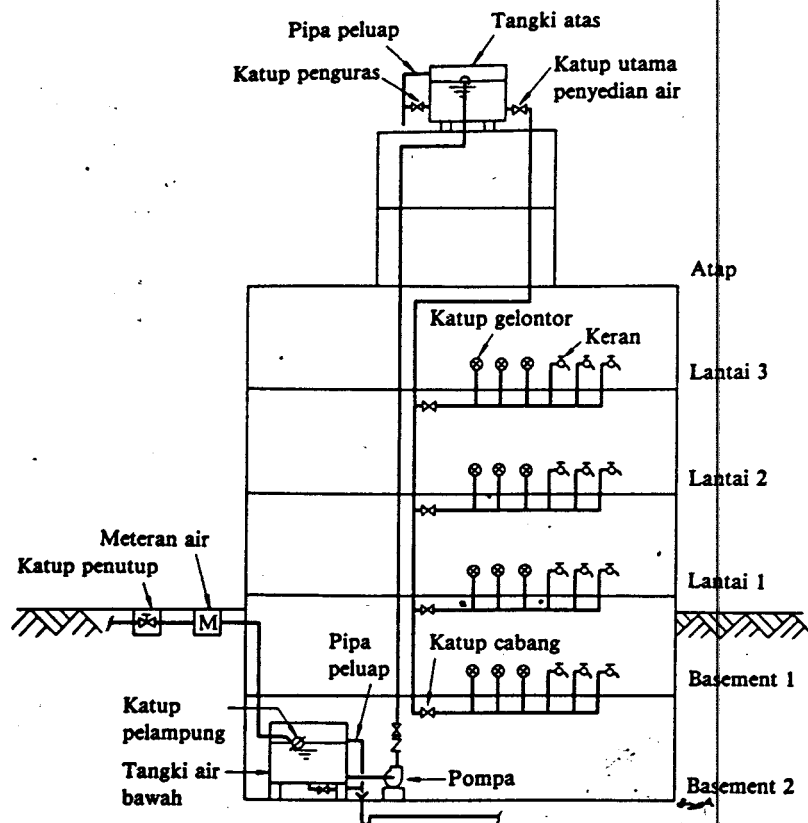 Tangki atas
Pipa peluap
Katup penguras
Katup utama
penyedian air
Atap
Katup gelontor
Keran
Lantai 3
Lantai 2
Meteran air
Katup penutup
Lantai 1
M
Pipa
peluap
Katup cabang
Basement 1
Katup
pelampung
Tangki air
bawah
Pompa
Basement 2